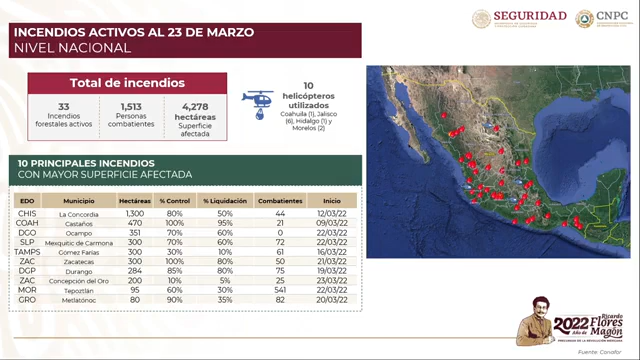 SEGURIDAD
CNPC
INCENDIOS ACTIVOS AL 23 DE MARZO
NIVEL NACIONAL
Total de incendios
33
Incendios
forestales activos
1,513
Personas
combatientes
4,278
hectáreas
Superficie
afectada
10
helicópteros
utilizados
Coahuila (1), Jalisco
(6), Hidalgo (1) y
Morelos (2)
10 PRINCIPALES INCENDIOS
CON MAYOR SUPERFICIE AFECTADA
EDO Municipio Hectáreas % Control % Liquidación Combatientes Inicio
CHIS La Concordia 1,300 80% 50% 44 12/03/22
COAH Castaños 470 100% 95% 21 09/03/22
DGO Ocampo 351 70% 60% 0 22/03/22
SLP Mexquitic de Carmona 300 70% 60% 72 22/03/22
TAMPS Gómez Farías 300 30% 10% 61 16/03/22
ZAC Zacatecas 300 100% 80% 50 21/03/22
DGP Durango 284 85% 80% 75 19/03/22
ZAC Concepción del Oro 200 10% 5% 25 23/03/22
MOR Tepoztlán 95 60% 30% 541 22/03/22
GRO Metlatónoc 80 90% 35% 82 20/03/22
2022 Ricardo
Flores
Año de Magón
PRECURSOR DE LA REVOLUCIÓN MEXICANA
Fuente: Conafor